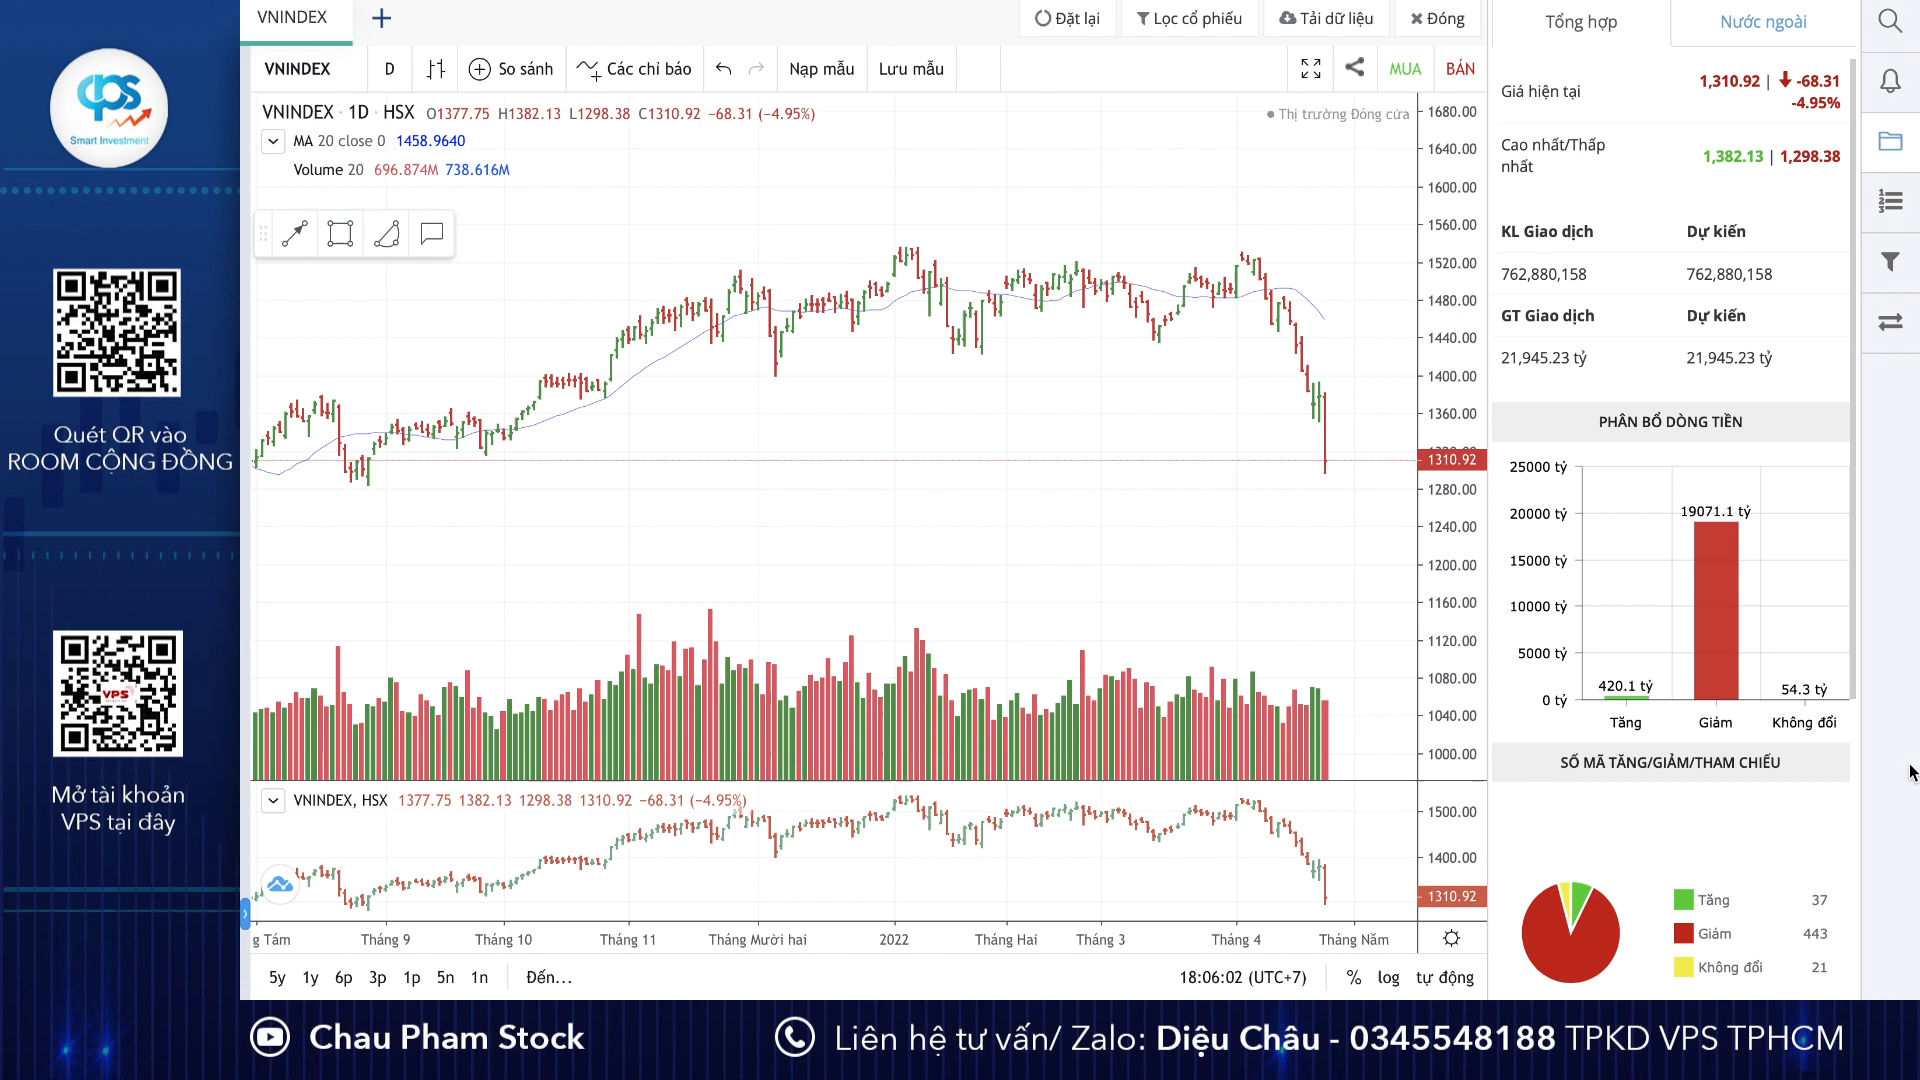 cps
Smart Investment
Quét QR vào
ROOM CỘNG ĐỒNG
VPS
Mở tài khoản
VPS tại đây
VNINDEX
Đặt lại
Lọc cổ phiếu
Tải dữ liệu
Đóng
VNINDEX D So sánh Các chỉ báo Nạp mẫu Lưu mẫu MUA BÁN
VNINDEX · 1D · HSX O1377.75 H1382.13 L1298.38 C1310.92 −68.31 (−4.95%)
Thị trường Đóng cửa
MA 20 close 0 1458.9640
Volume 20 696.874M 738.616M
1680.00
1640.00
1600.00
1560.00
1520.00
1480.00
1440.00
1400.00
1360.00
1310.92
1280.00
1240.00
1200.00
1160.00
1120.00
1080.00
1040.00
1000.00
VNINDEX, HSX 1377.75 1382.13 1298.38 1310.92 −68.31 (−4.95%)
1500.00
1400.00
1310.92
g Tám Tháng 9 Tháng 10 Tháng 11 Tháng Mười hai 2022 Tháng Hai Tháng 3 Tháng 4 Tháng Năm
5y 1y 6p 3p 1p 5n 1n Đến...
18:06:02 (UTC+7) % log tự động
Tổng hợp Nước ngoài
Giá hiện tại 1,310.92 | -68.31
-4.95%
Cao nhất/Thấp
nhất
1,382.13 | 1,298.38
KL Giao dịch Dự kiến
762,880,158 762,880,158
GT Giao dịch Dự kiến
21,945.23 tỷ 21,945.23 tỷ
PHÂN BỔ DÒNG TIỀN
25000 tỷ
20000 tỷ
15000 tỷ
10000 tỷ
5000 tỷ
0 tỷ
420.1 tỷ
19071.1 tỷ
54.3 tỷ
Tăng Giảm Không đổi
SỐ MÃ TĂNG/GIẢM/THAM CHIẾU
Tăng 37
Giảm 443
Không đổi 21
Chau Pham Stock
Liên hệ tư vấn/ Zalo: Diệu Châu - 0345548188 TPKD VPS TPHCM